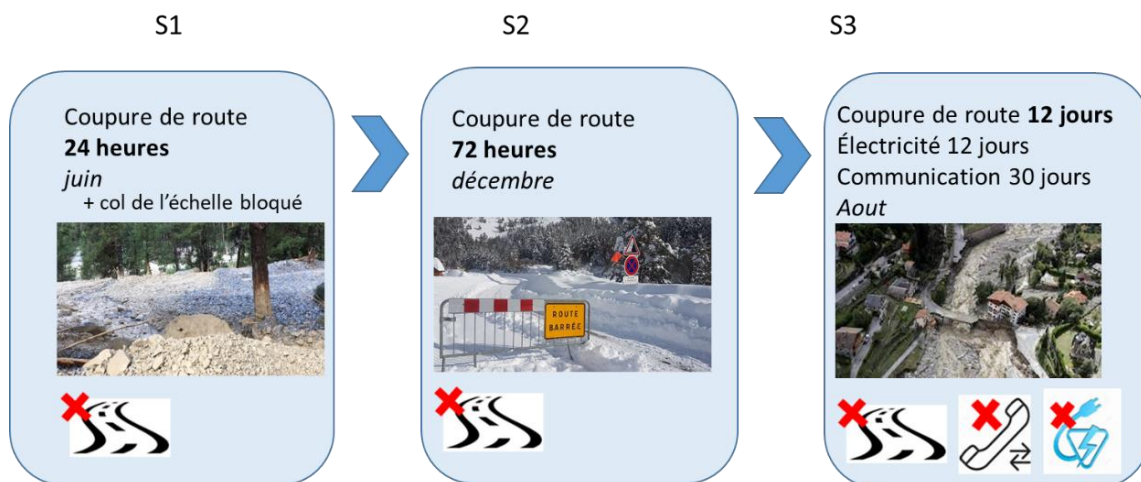 S1
S2
S3
Coupure de route
24 heures
juin
+ col de l’échelle bloqué
Coupure de route
72 heures
décembre
ROUTE
BARRÉE
Coupure de route 12 jours
Électricité 12 jours
Communication 30 jours
Aout